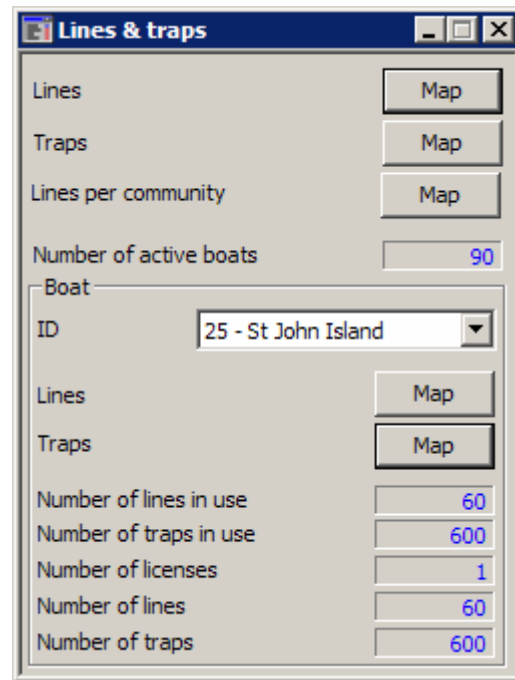 Lines & traps
Lines Map
Traps Map
Lines per community Map
Number of active boats 90
Boat
ID 25 - St John Island
Lines Map
Traps Map
Number of lines in use 60
Number of traps in use 600
Number of licenses 1
Number of lines 60
Number of traps 600